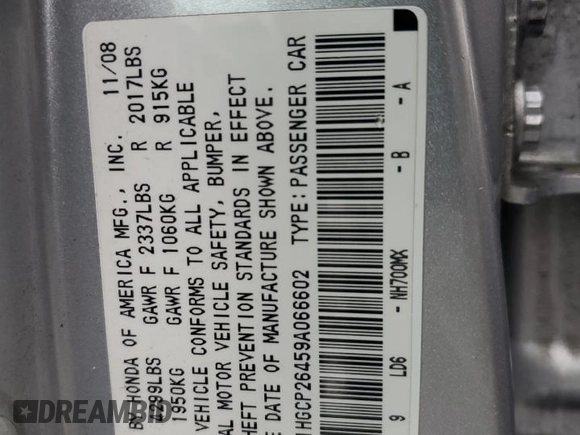 HONDA OF AMERICA MFG., INC. 11/08
GAWR F 2337LBS R 2017LBS
1950KG GAWR F 1060KG R 915KG
VEHICLE CONFORMS TO ALL APPLICABLE
MOTOR VEHICLE SAFETY, BUMPER,
THEFT PREVENTION STANDARDS IN EFFECT
DATE OF MANUFACTURE SHOWN ABOVE.
1HGCP26459A066602 TYPE: PASSENGER CAR
9 LD6 - NH700MX - B - A
DREAMBID